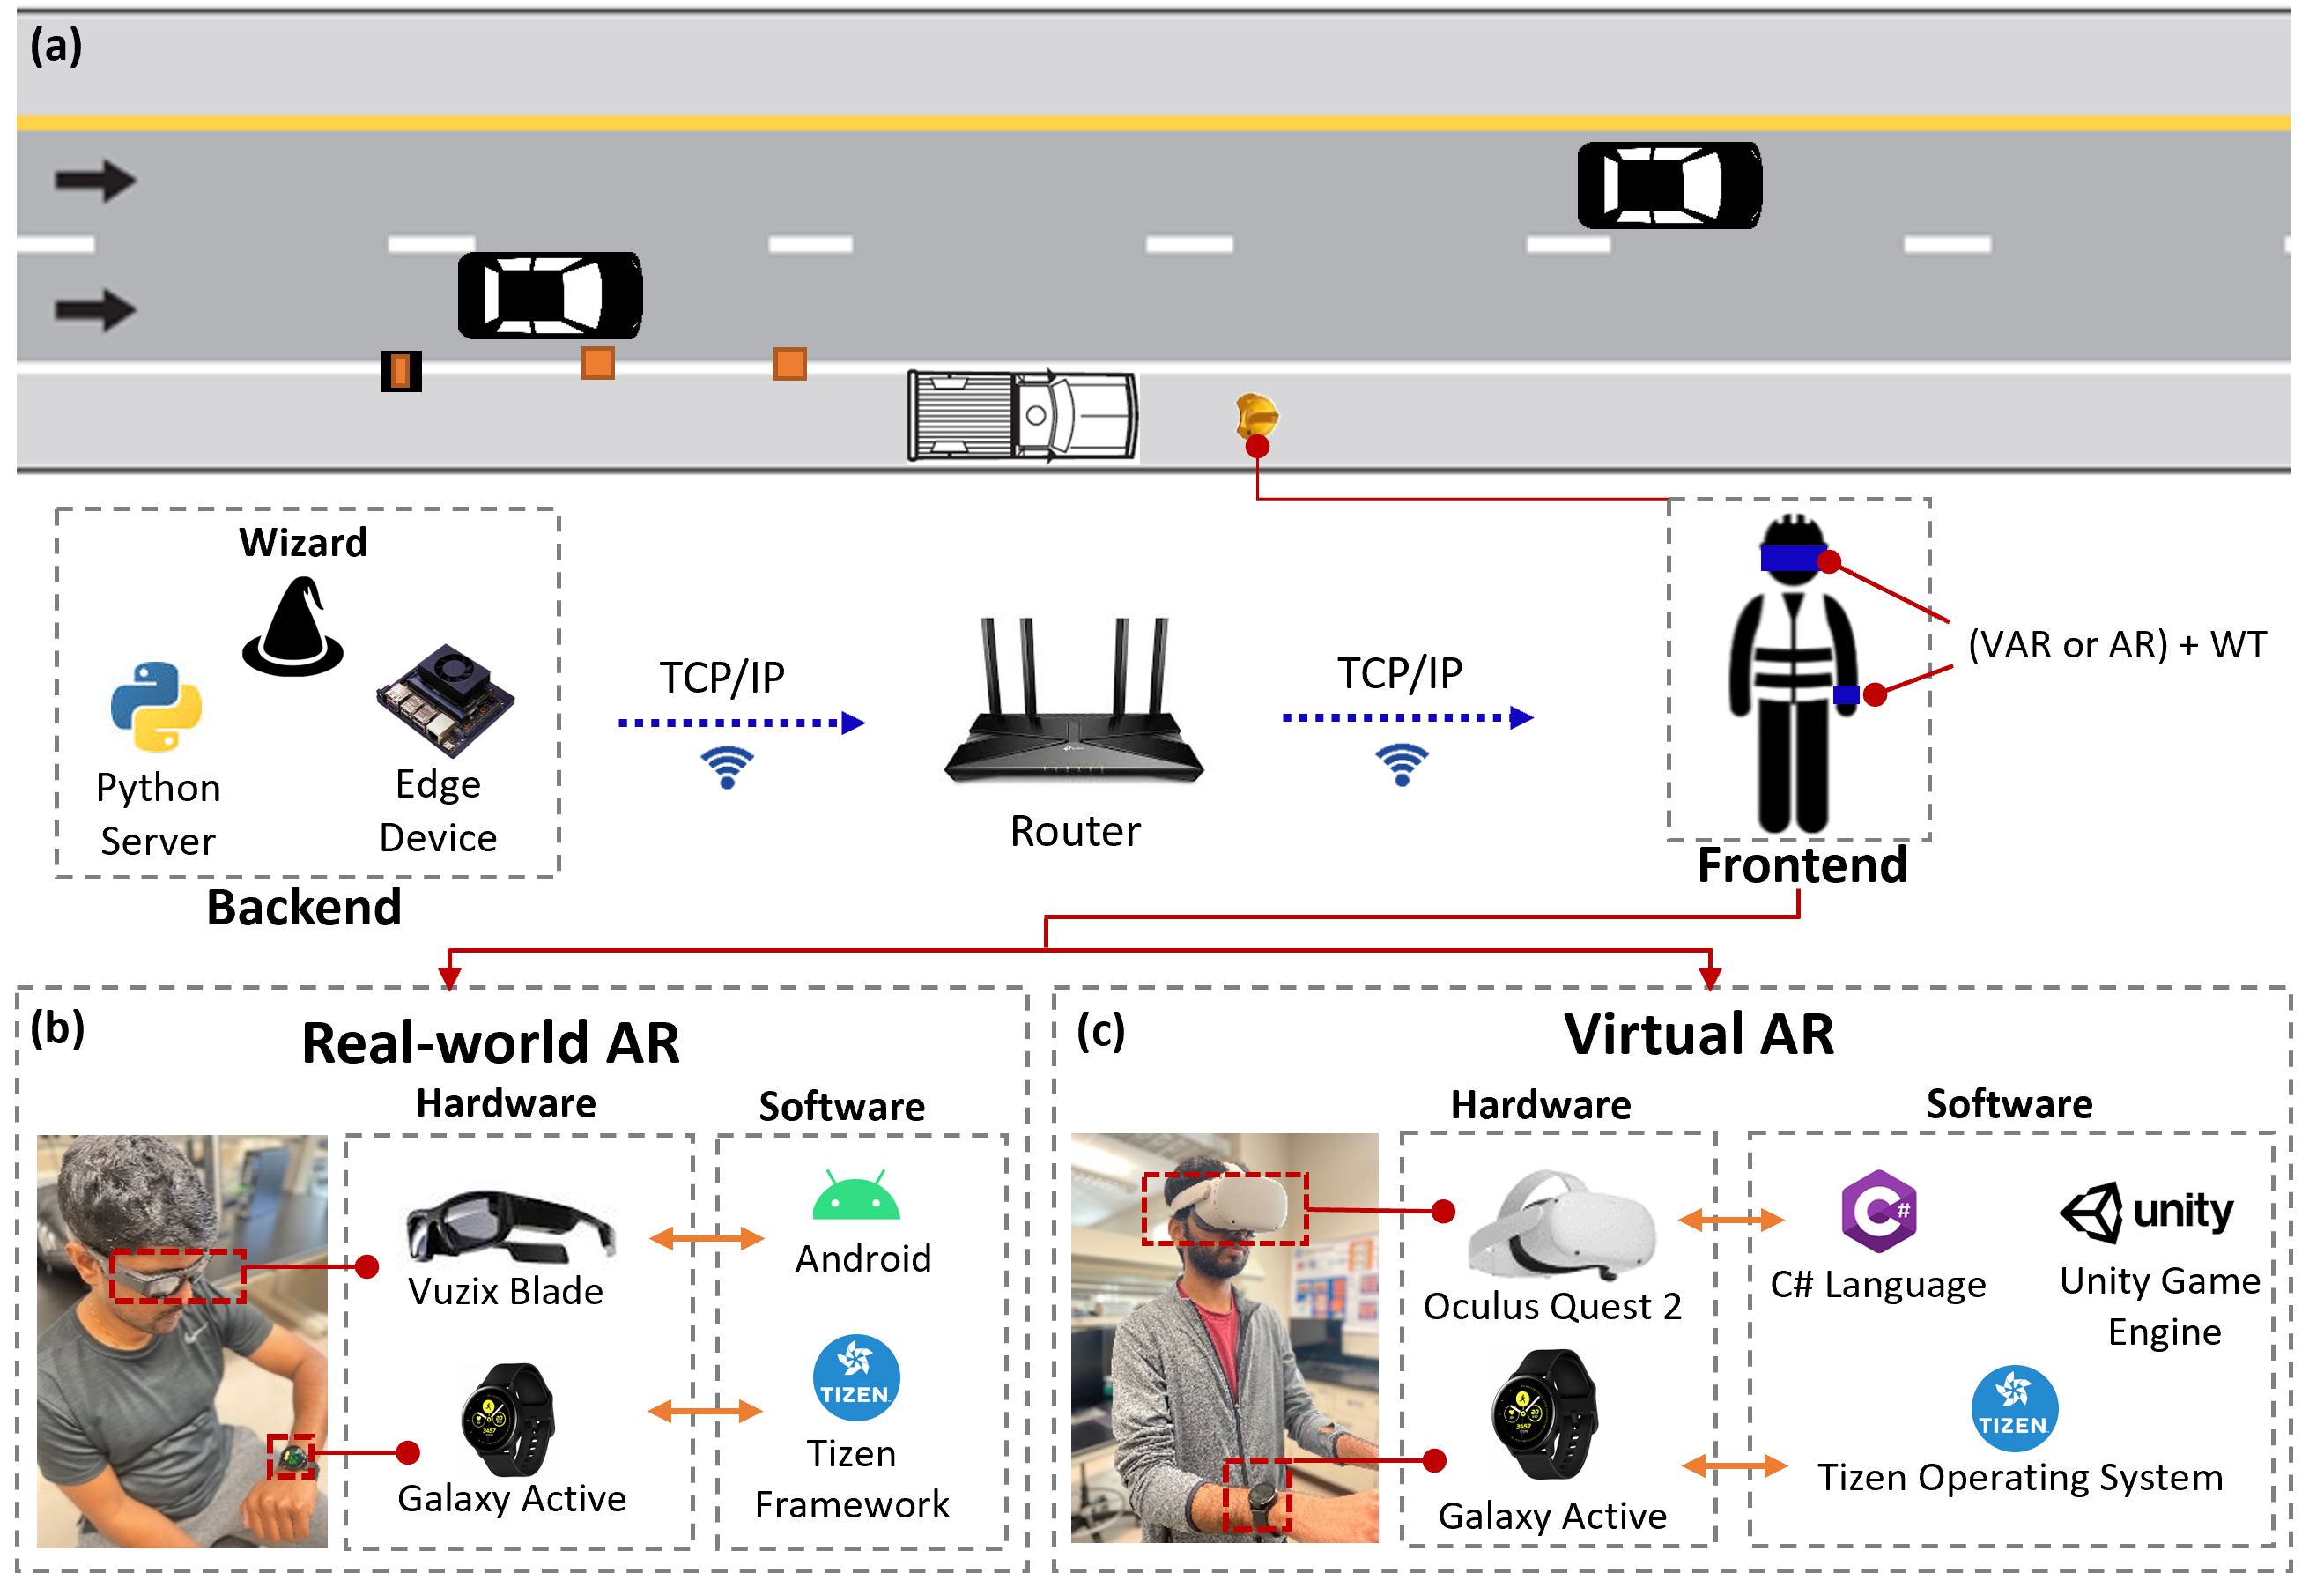 (a)
Wizard
Python
Server
Edge
Device
Backend
TCP/IP
Router
TCP/IP
(VAR or AR) + WT
Frontend
(b)
Real-world AR
Hardware
Software
Vuzix Blade
Android
Galaxy Active
TIZEN
Tizen
Framework
(c)
Virtual AR
Hardware
Software
Oculus Quest 2
C#
C# Language
unity
Unity Game
Engine
Galaxy Active
TIZEN
Tizen Operating System